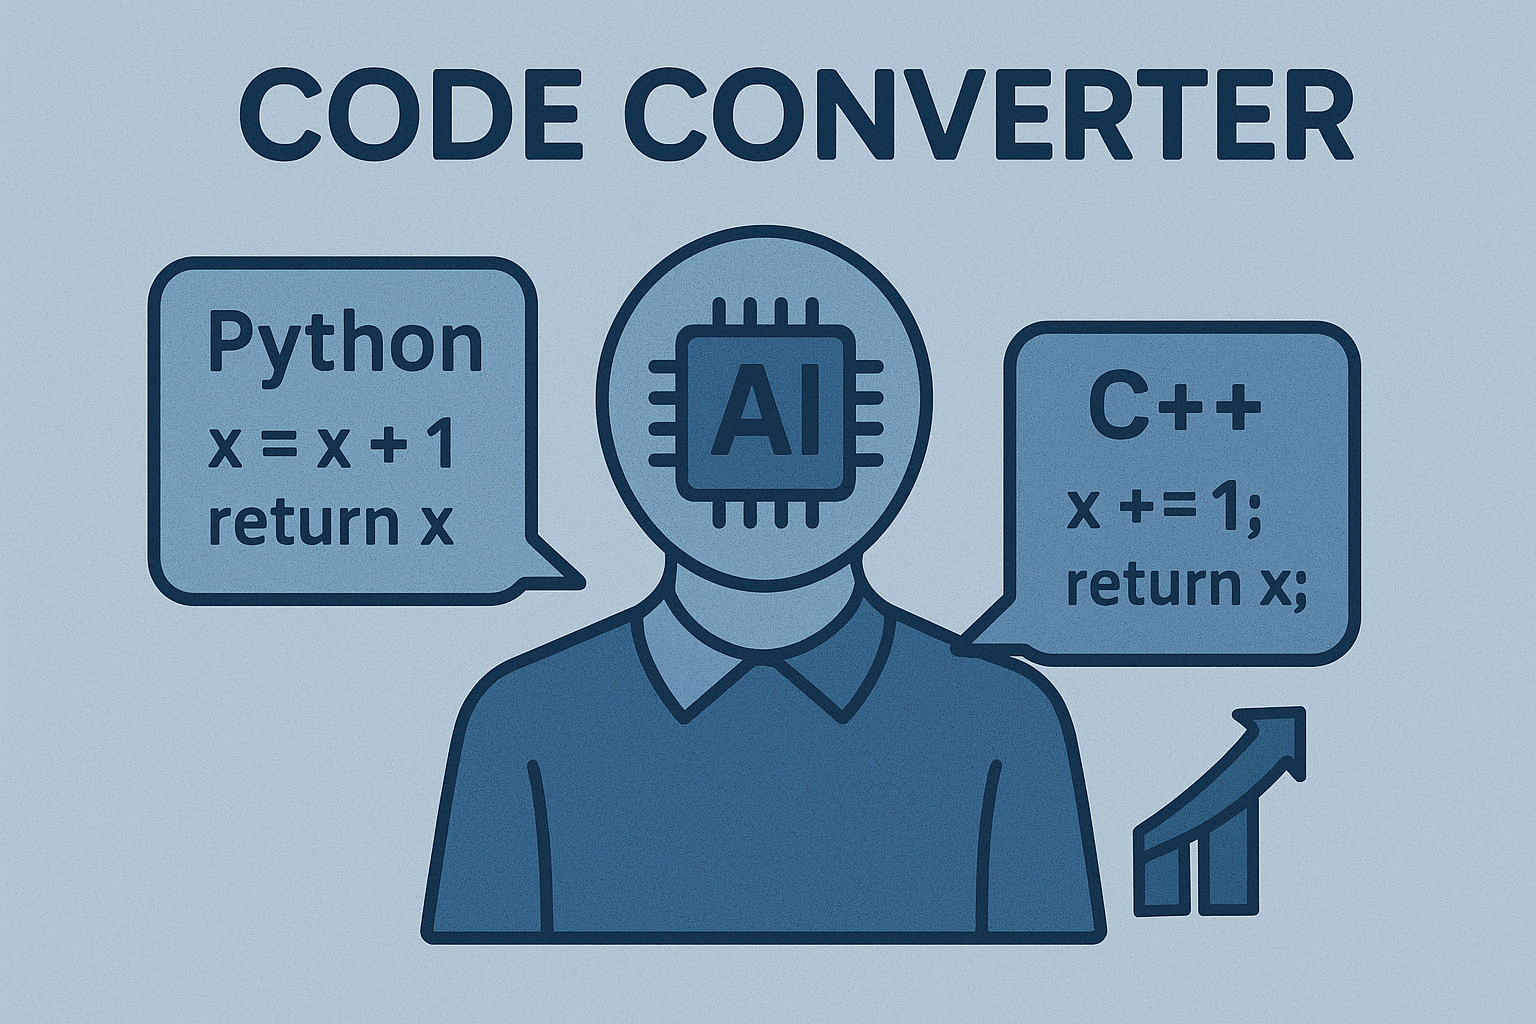 CODE CONVERTER
Python
x = x + 1
return x
AI
C++
x += 1;
return x;